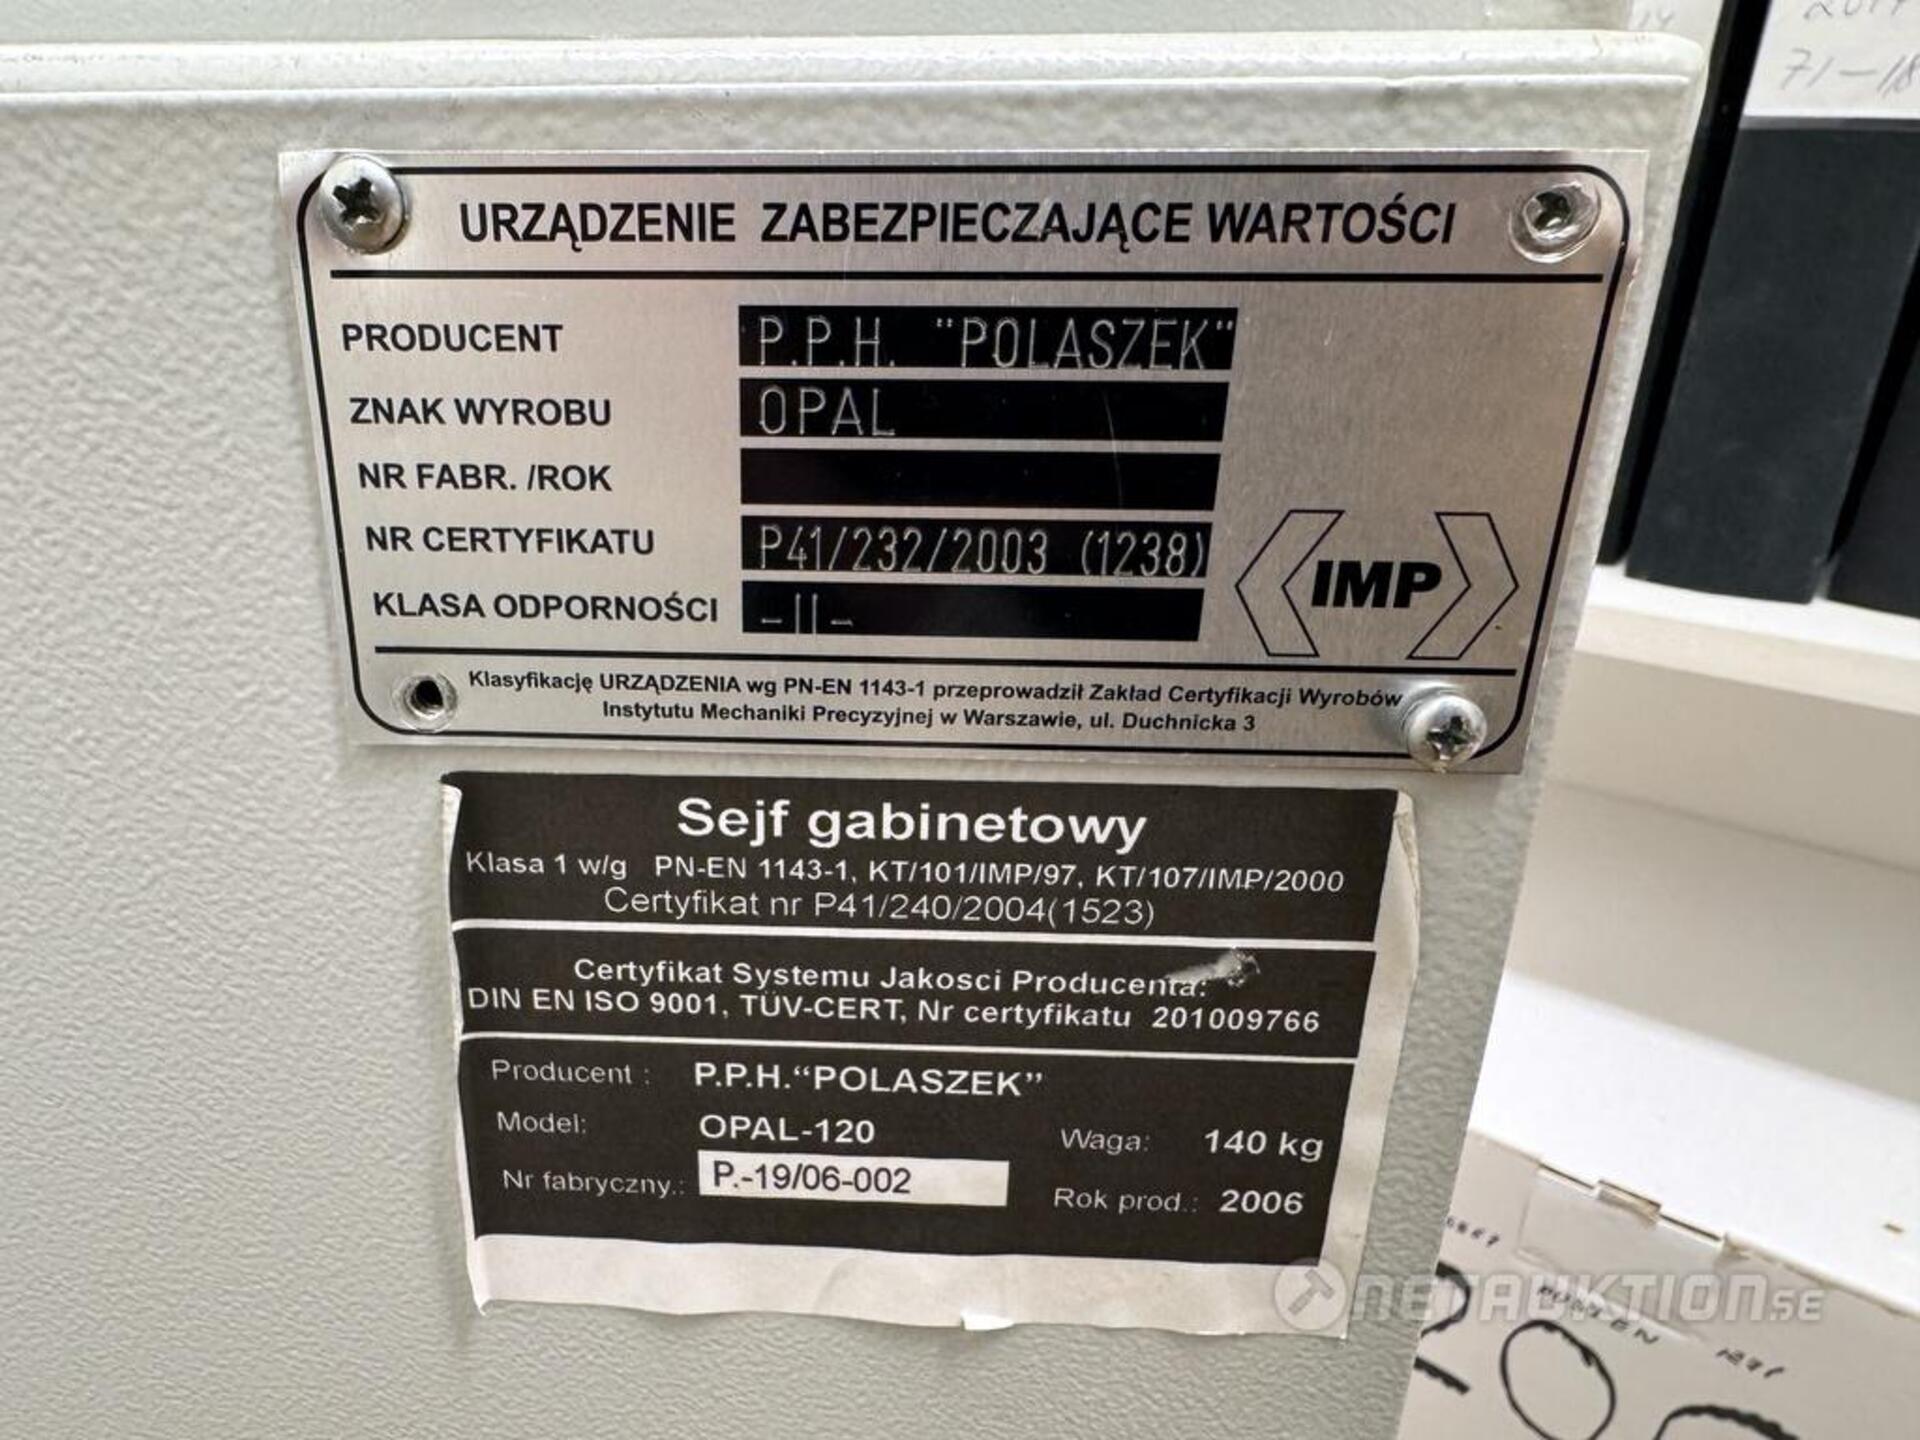 URZĄDZENIE ZABEZPIECZAJĄCE WARTOŚCI
PRODUCENT P.P.H. "POLASZEK"
ZNAK WYROBU OPAL
NR FABR. /ROK
NR CERTYFIKATU P41/232/2003 (1238)
KLASA ODPORNOŚCI -II-
IMP
Klasyfikację URZĄDZENIA wg PN-EN 1143-1 przeprowadził Zakład Certyfikacji Wyrobów
Instytutu Mechaniki Precyzyjnej w Warszawie, ul. Duchnicka 3
Sejf gabinetowy
Klasa 1 w/g PN-EN 1143-1, KT/101/IMP/97, KT/107/IMP/2000
Certyfikat nr P41/240/2004(1523)
Certyfikat Systemu Jakosci Producenta:
DIN EN ISO 9001, TÜV-CERT, Nr certyfikatu 201009766
Producent : P.P.H.“POLASZEK”
Model: OPAL-120 Waga: 140 kg
Nr fabryczny.: P.-19/06-002 Rok prod.: 2006
NETAUKTION.SE